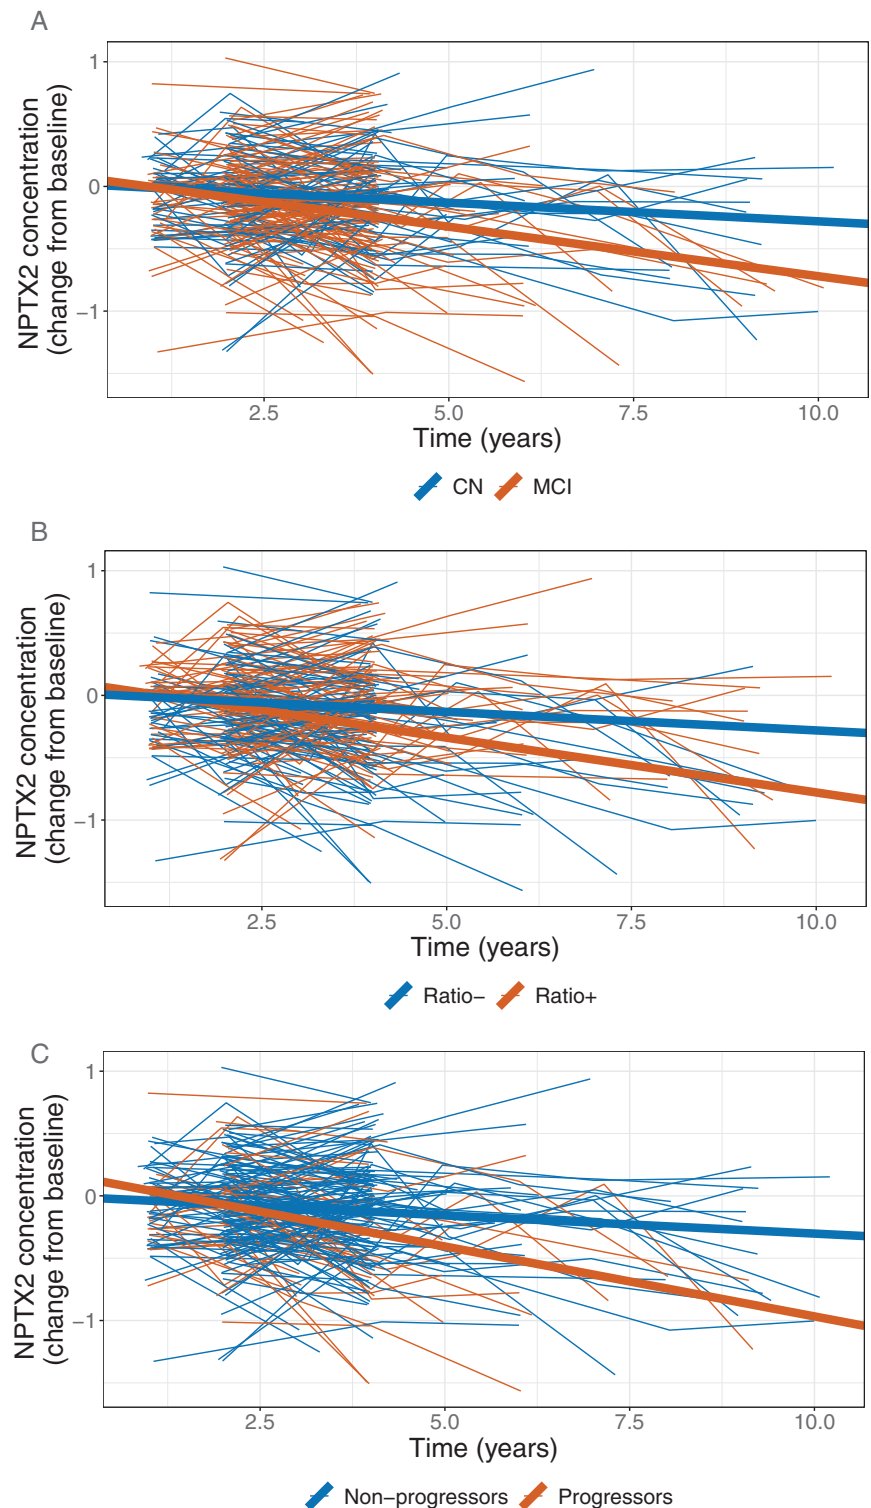 A
NPTX2 concentration
(change from baseline)
1
0
−1
2.5 5.0 7.5 10.0
Time (years)
CN MCI
B
NPTX2 concentration
(change from baseline)
1
0
−1
2.5 5.0 7.5 10.0
Time (years)
Ratio− Ratio+
C
NPTX2 concentration
(change from baseline)
1
0
−1
2.5 5.0 7.5 10.0
Time (years)
Non−progressors Progressors